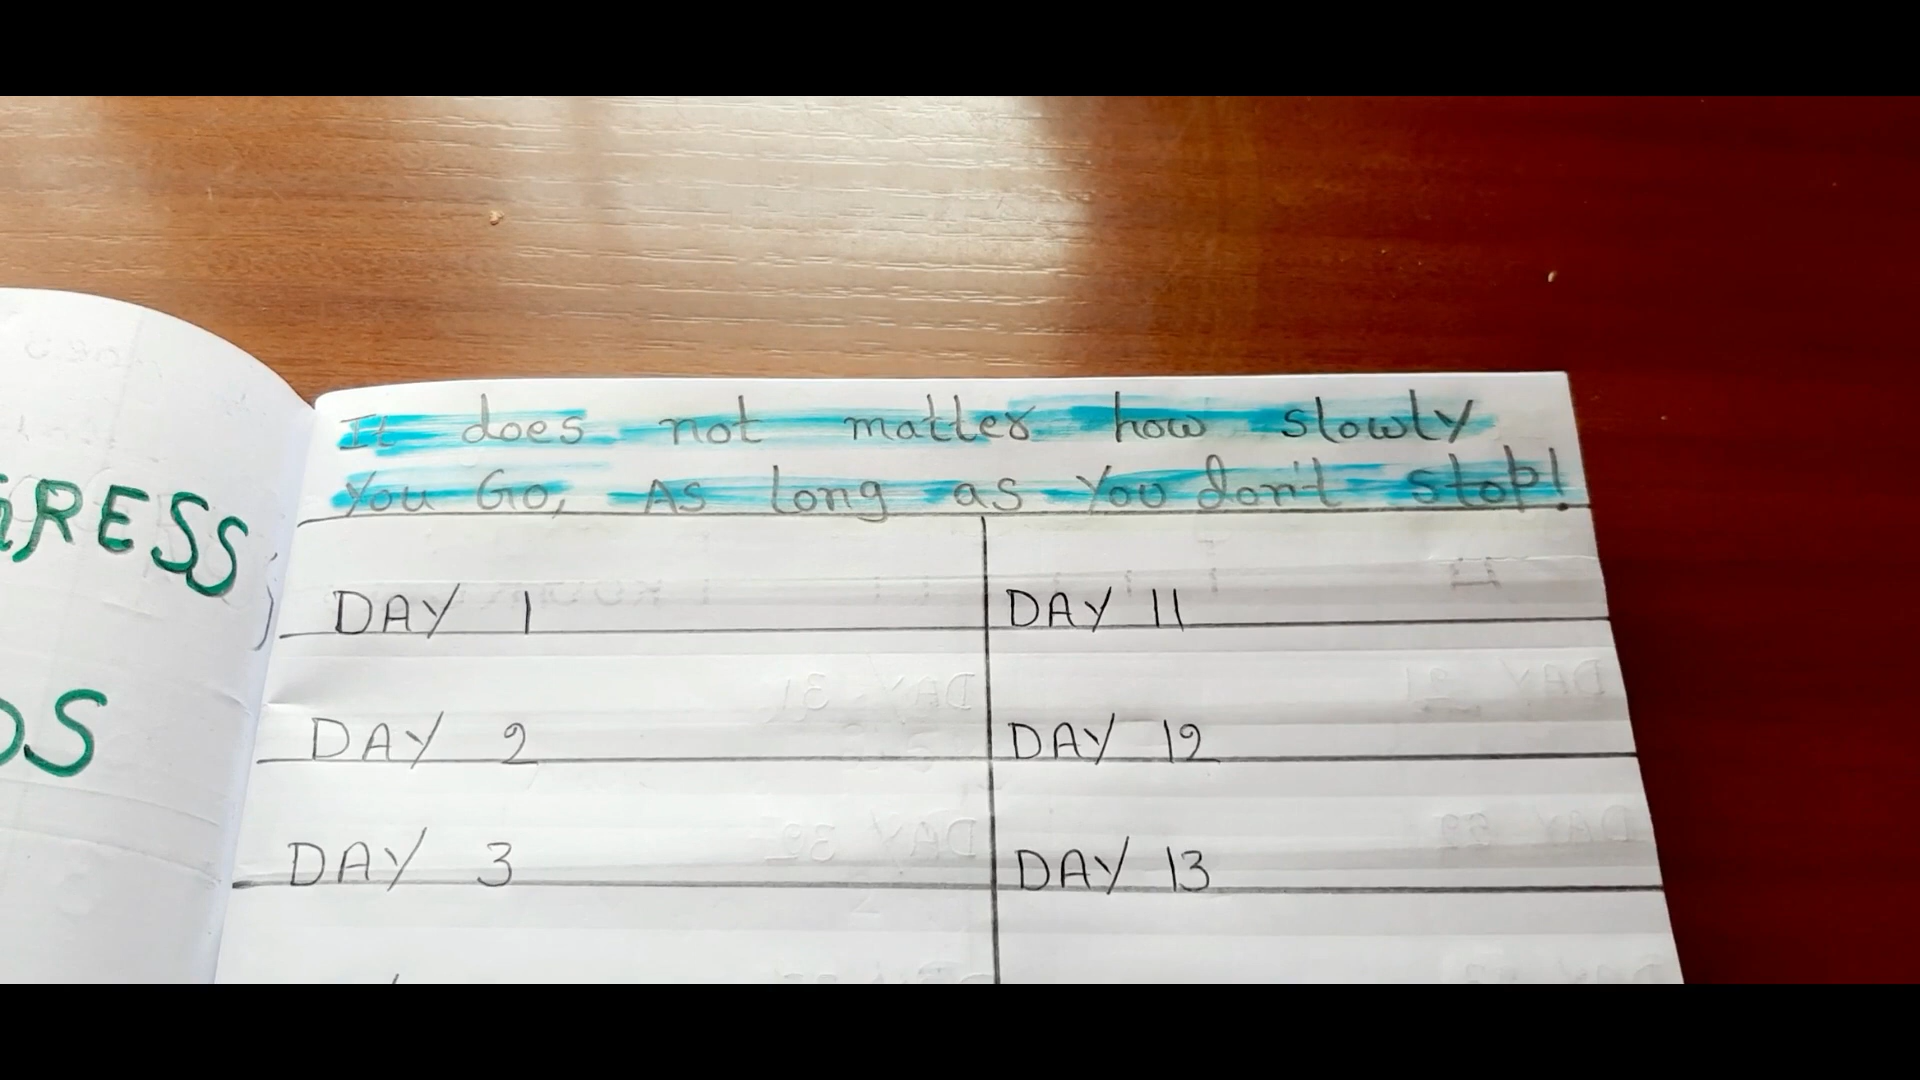 It does not matter how slowly
You Go, As long as You don't stop!
DAY 1
DAY 11
DAY 2
DAY 12
DAY 3
DAY 13
GRESS
DS